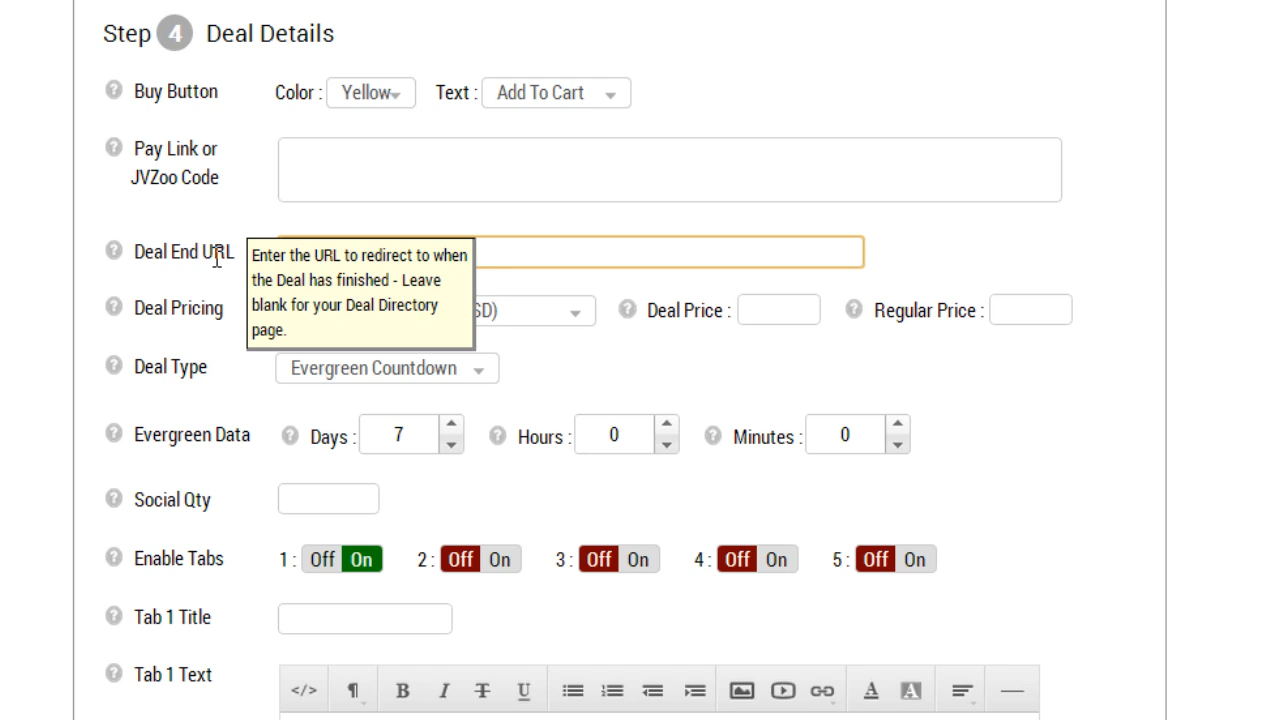 Step 4 Deal Details
? Buy Button Color : Yellow Text : Add To Cart
? Pay Link or
JVZoo Code
? Deal End URL
Enter the URL to redirect to when
the Deal has finished - Leave
blank for your Deal Directory
page.
? Deal Pricing SD) ? Deal Price : ? Regular Price :
? Deal Type Evergreen Countdown
? Evergreen Data ? Days : 7 ? Hours : 0 ? Minutes : 0
? Social Qty
? Enable Tabs 1 : Off On 2 : Off On 3 : Off On 4 : Off On 5 : Off On
? Tab 1 Title
? Tab 1 Text </> ¶ B I T U A A